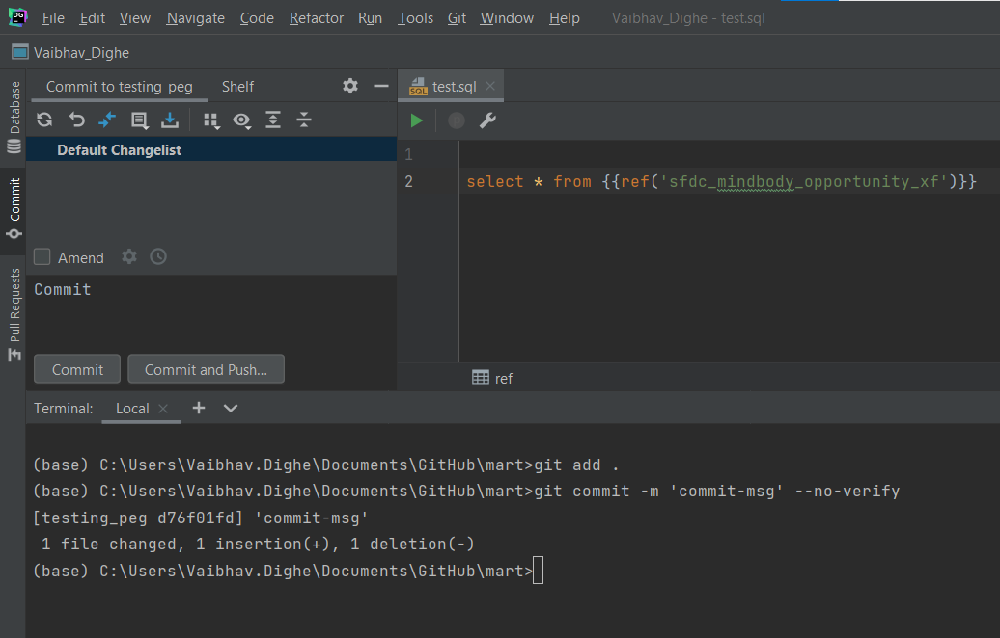 DG File Edit View Navigate Code Refactor Run Tools Git Window Help Vaibhav_Dighe - test.sql
Vaibhav_Dighe
Database
Commit
Pull Requests
Commit to testing_peg Shelf
Default Changelist
Amend
Commit
Commit Commit and Push...
SQL test.sql
1
2 select * from {{ref('sfdc_mindbody_opportunity_xf')}}
ref
Terminal: Local
(base) C:\Users\Vaibhav.Dighe\Documents\GitHub\mart>git add .
(base) C:\Users\Vaibhav.Dighe\Documents\GitHub\mart>git commit -m 'commit-msg' --no-verify
[testing_peg d76f01fd] 'commit-msg'
1 file changed, 1 insertion(+), 1 deletion(-)
(base) C:\Users\Vaibhav.Dighe\Documents\GitHub\mart>